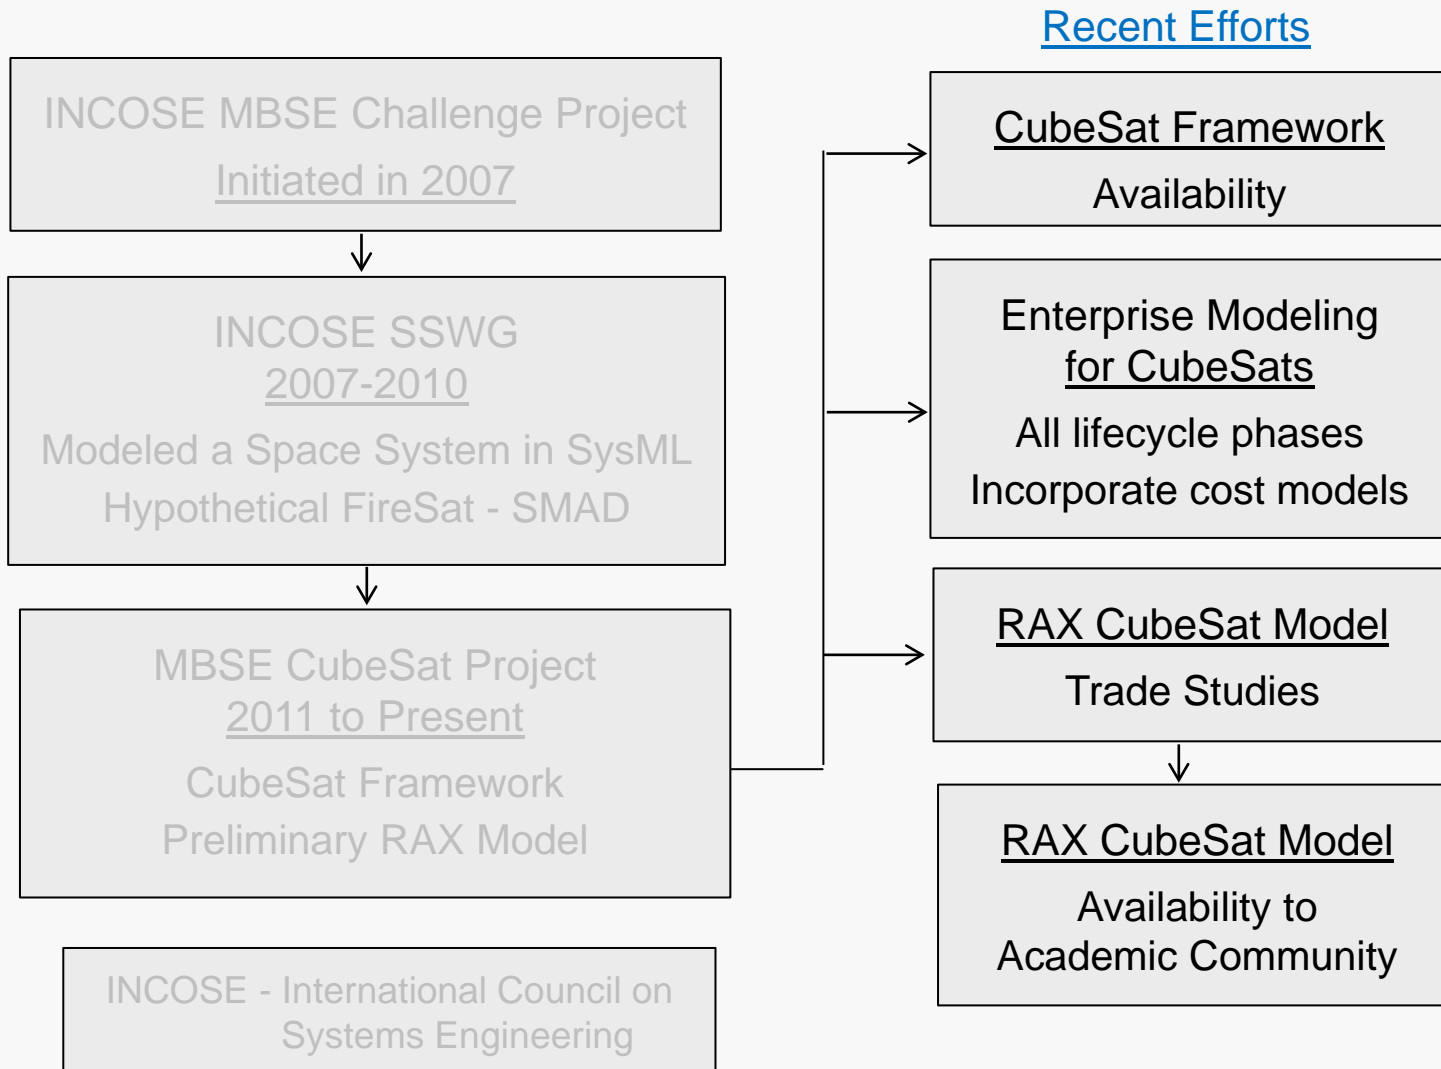 Recent Efforts
INCOSE MBSE Challenge Project
Initiated in 2007
INCOSE SSWG
2007-2010
Modeled a Space System in SysML
Hypothetical FireSat - SMAD
MBSE CubeSat Project
2011 to Present
CubeSat Framework
Preliminary RAX Model
INCOSE - International Council on
Systems Engineering
CubeSat Framework
Availability
Enterprise Modeling
for CubeSats
All lifecycle phases
Incorporate cost models
RAX CubeSat Model
Trade Studies
RAX CubeSat Model
Availability to
Academic Community